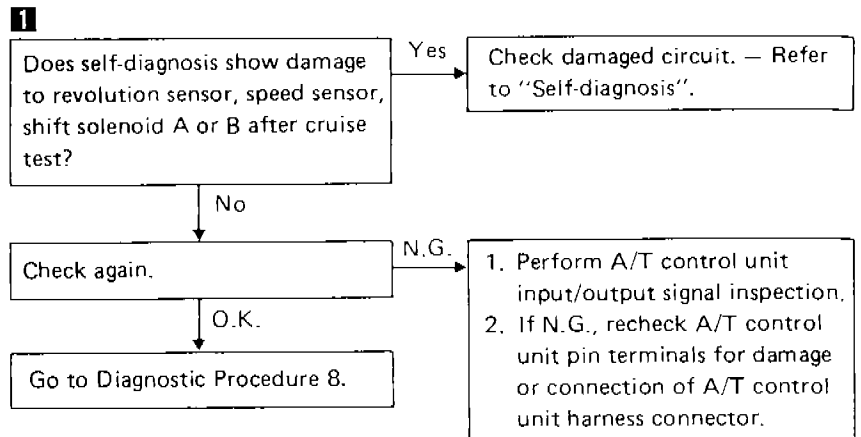 1
Does self-diagnosis show damage
to revolution sensor, speed sensor,
shift solenoid A or B after cruise
test?
Yes
Check damaged circuit. — Refer
to "Self-diagnosis".
No
Check again.
N.G.
1. Perform A/T control unit
input/output signal inspection.
2. If N.G., recheck A/T control
unit pin terminals for damage
or connection of A/T control
unit harness connector.
O.K.
Go to Diagnostic Procedure 8.